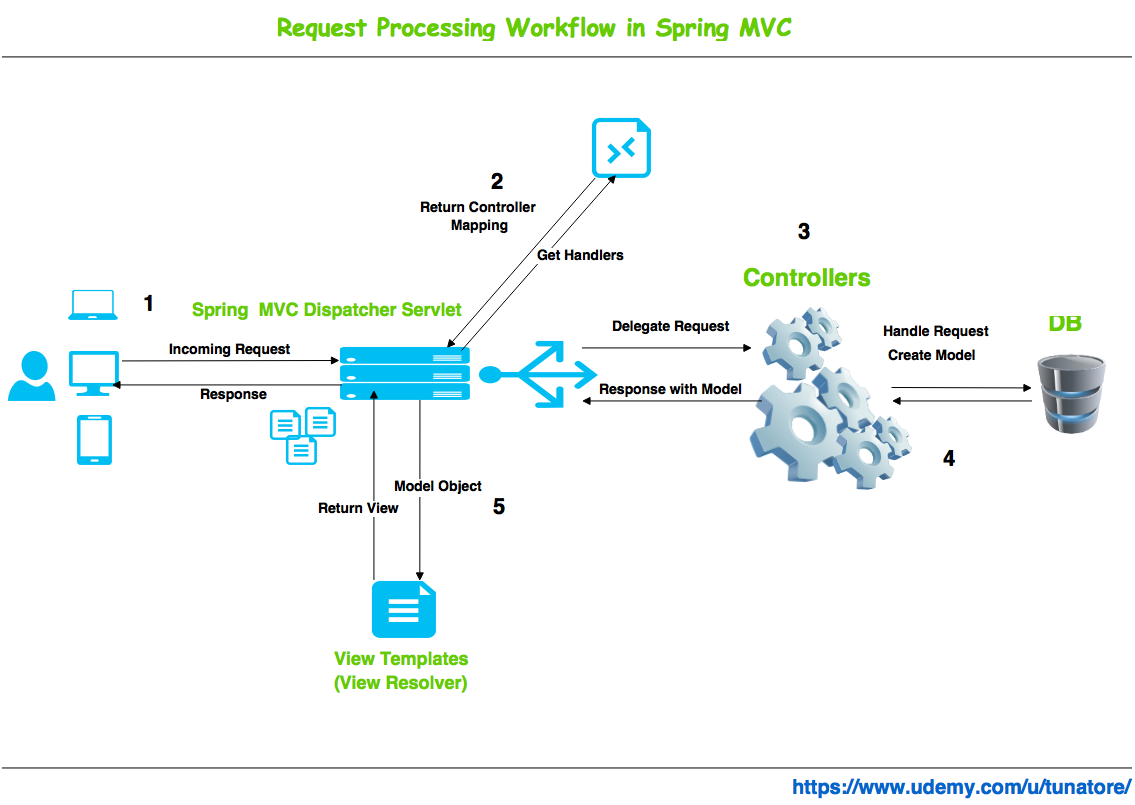 Request Processing Workflow in Spring MVC
2
Return Controller
Mapping
Get Handlers
3
Controllers
1
Spring MVC Dispatcher Servlet
Incoming Request
Response
Delegate Request
Response with Model
Handle Request
Create Model
DB
4
Model Object
5
Return View
View Templates
(View Resolver)
https://www.udemy.com/u/tunatore/